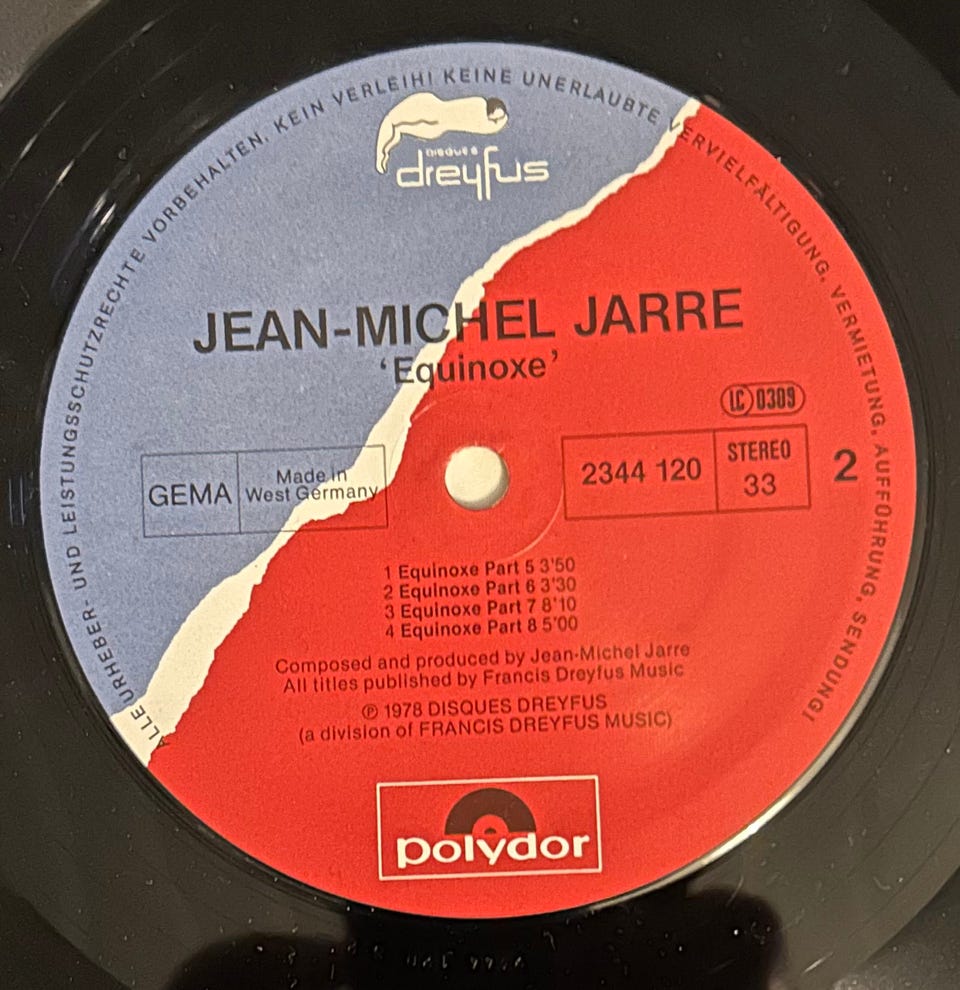 ALLE URHEBER- UND LEISTUNGSSCHUTZRECHTE VORBEHALTEN, KEIN VERLEIH! KEINE UNERLAUBTE VERVIELFÄLTIGUNG, VERMIETUNG, AUFFÜHRUNG, SENDUNG!
DISQUES
dreyfus
JEAN-MICHEL JARRE
‘Equinoxe’
LC 0309
GEMA
Made in
West Germany
2344 120
STEREO
33
2
1 Equinoxe Part 5 3'50
2 Equinoxe Part 6 3'30
3 Equinoxe Part 7 8'10
4 Equinoxe Part 8 5'00
Composed and produced by Jean-Michel Jarre
All titles published by Francis Dreyfus Music
℗ 1978 DISQUES DREYFUS
(a division of FRANCIS DREYFUS MUSIC)
polydor